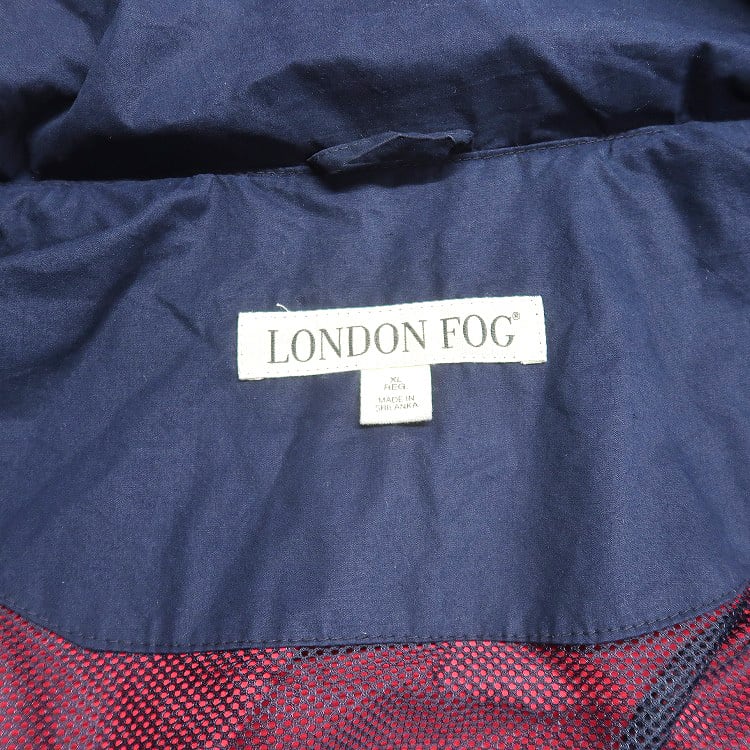 LONDON FOG®
XL
REG.
MADE IN
SRI LANKA